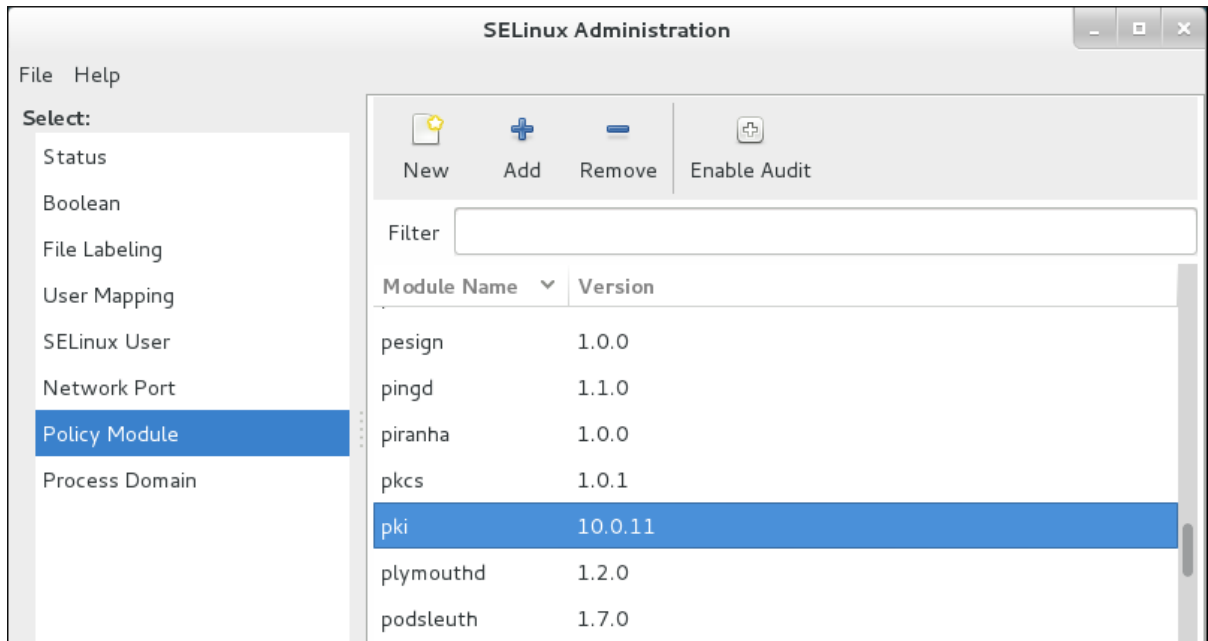 SELinux Administration
File Help
Select:
Status
Boolean
File Labeling
User Mapping
SELinux User
Network Port
Policy Module
Process Domain
New Add Remove Enable Audit
Filter
Module Name Version
pesign 1.0.0
pingd 1.1.0
piranha 1.0.0
pkcs 1.0.1
pki 10.0.11
plymouthd 1.2.0
podsleuth 1.7.0